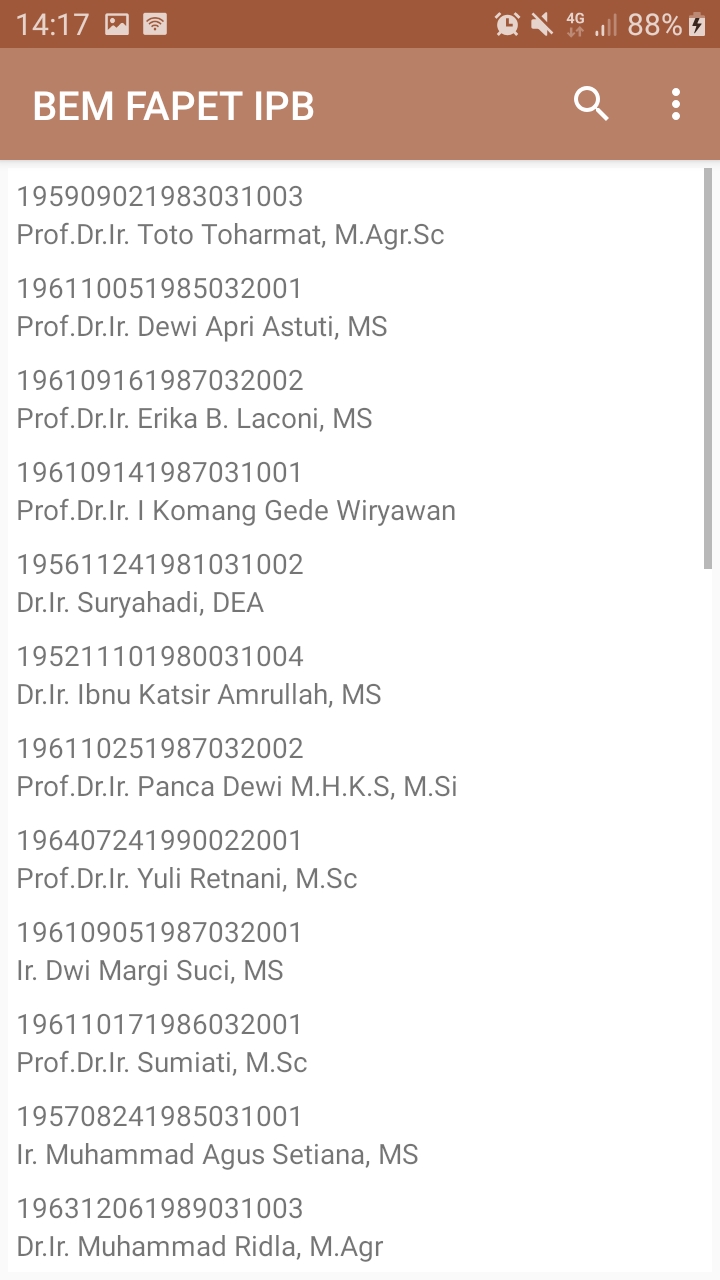 14:17 4G 88%
BEM FAPET IPB
195909021983031003
Prof.Dr.Ir. Toto Toharmat, M.Agr.Sc
196110051985032001
Prof.Dr.Ir. Dewi Apri Astuti, MS
196109161987032002
Prof.Dr.Ir. Erika B. Laconi, MS
196109141987031001
Prof.Dr.Ir. I Komang Gede Wiryawan
195611241981031002
Dr.Ir. Suryahadi, DEA
195211101980031004
Dr.Ir. Ibnu Katsir Amrullah, MS
196110251987032002
Prof.Dr.Ir. Panca Dewi M.H.K.S, M.Si
196407241990022001
Prof.Dr.Ir. Yuli Retnani, M.Sc
196109051987032001
Ir. Dwi Margi Suci, MS
196110171986032001
Prof.Dr.Ir. Sumiati, M.Sc
195708241985031001
Ir. Muhammad Agus Setiana, MS
196312061989031003
Dr.Ir. Muhammad Ridla, M.Agr